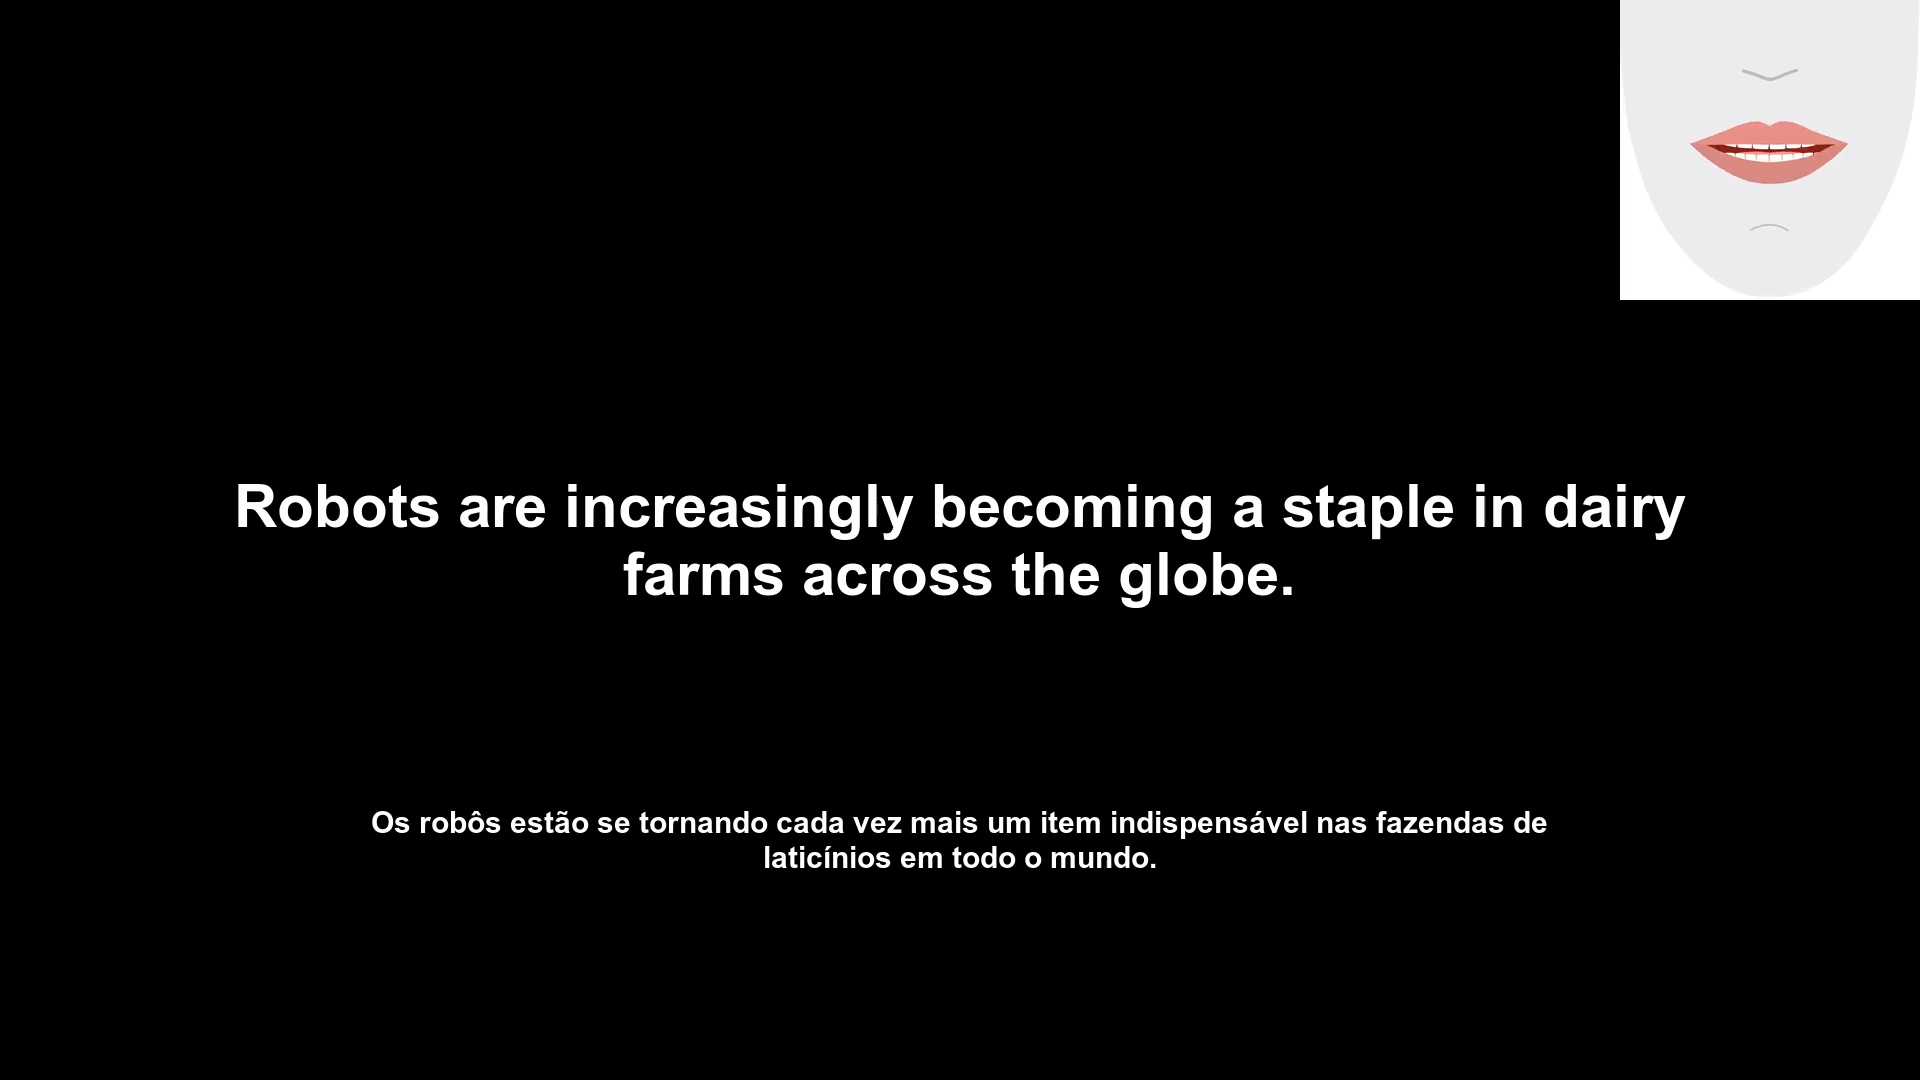 Robots are increasingly becoming a staple in dairy
farms across the globe.
Os robôs estão se tornando cada vez mais um item indispensável nas fazendas de
laticínios em todo o mundo.